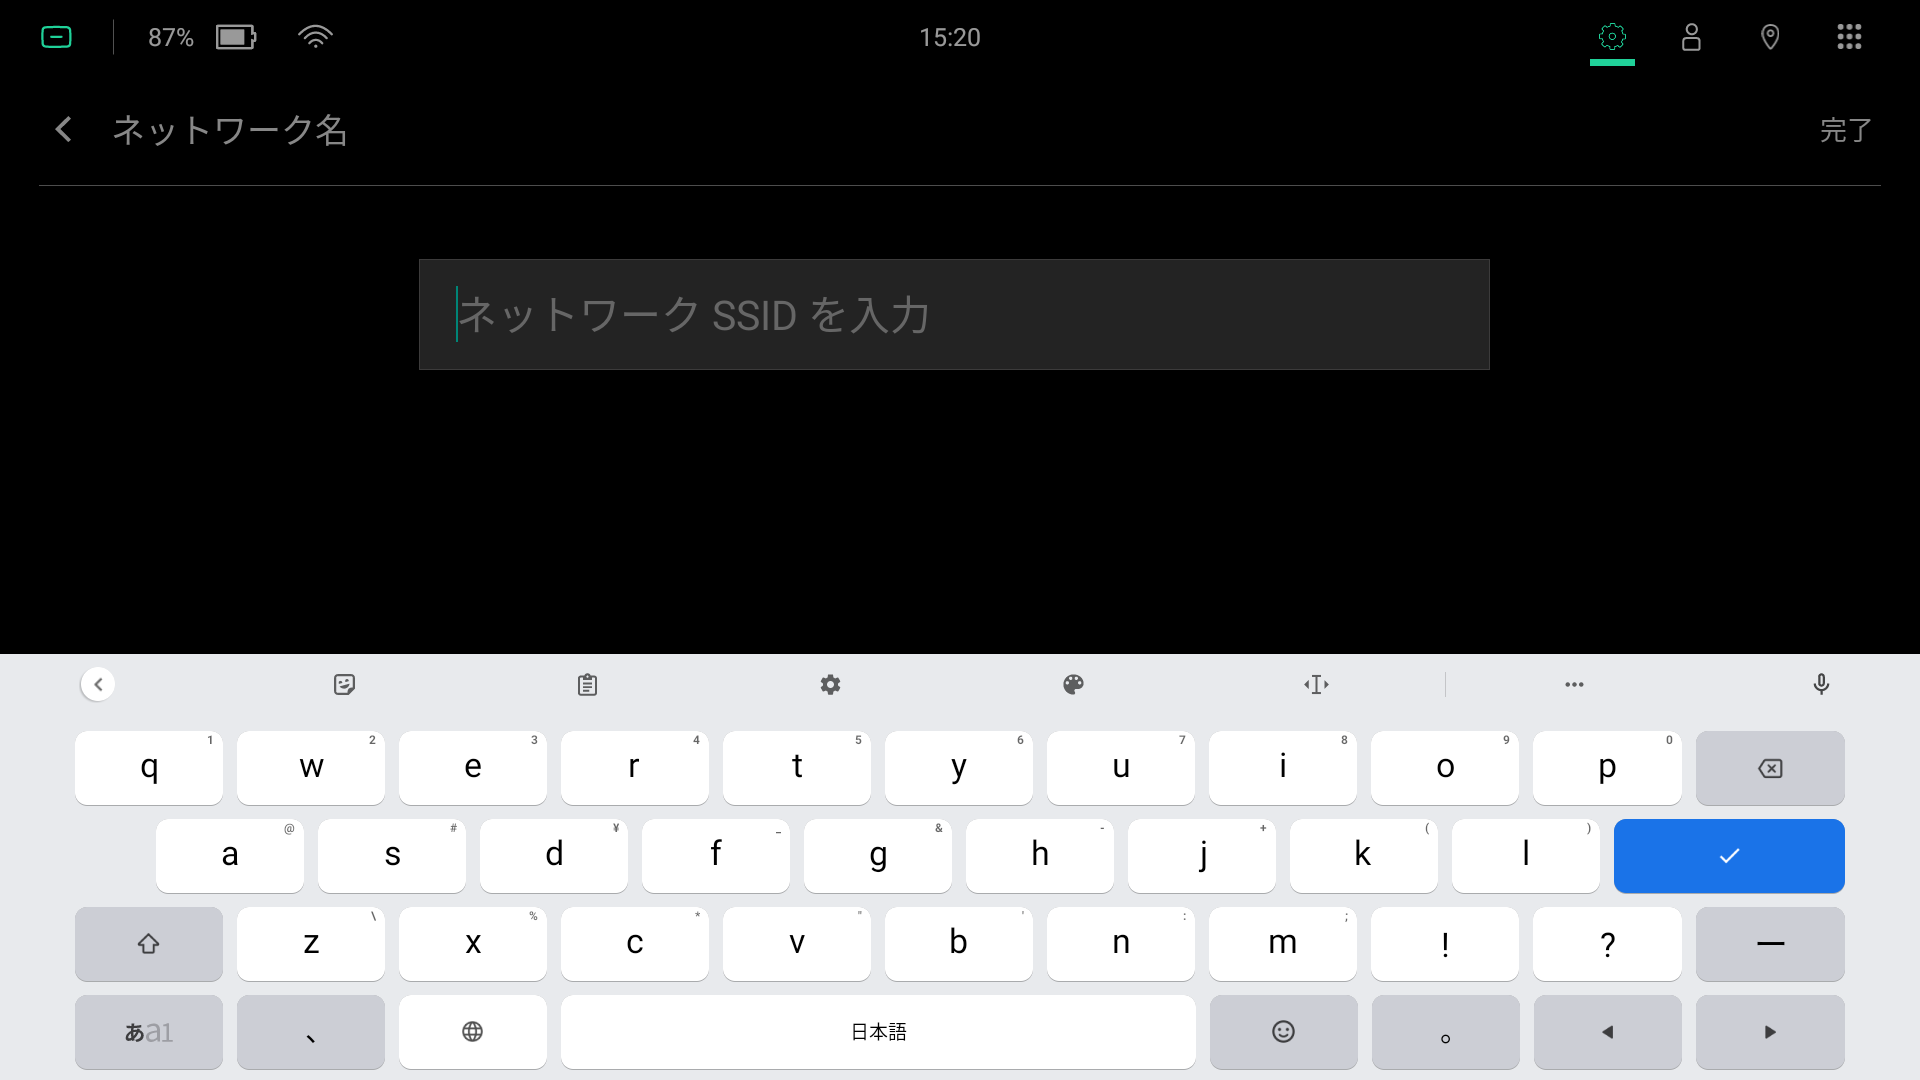 87%
15:20
ネットワーク名
完了
ネットワーク SSID を入力
q 1 w 2 e 3 r 4 t 5 y 6 u 7 i 8 o 9 p 0
a @ s # d ¥ f _ g & h - j + k ( l )
z \ x % c * v " b ' n : m ; ! ? ー
あa1 、 日本語 。